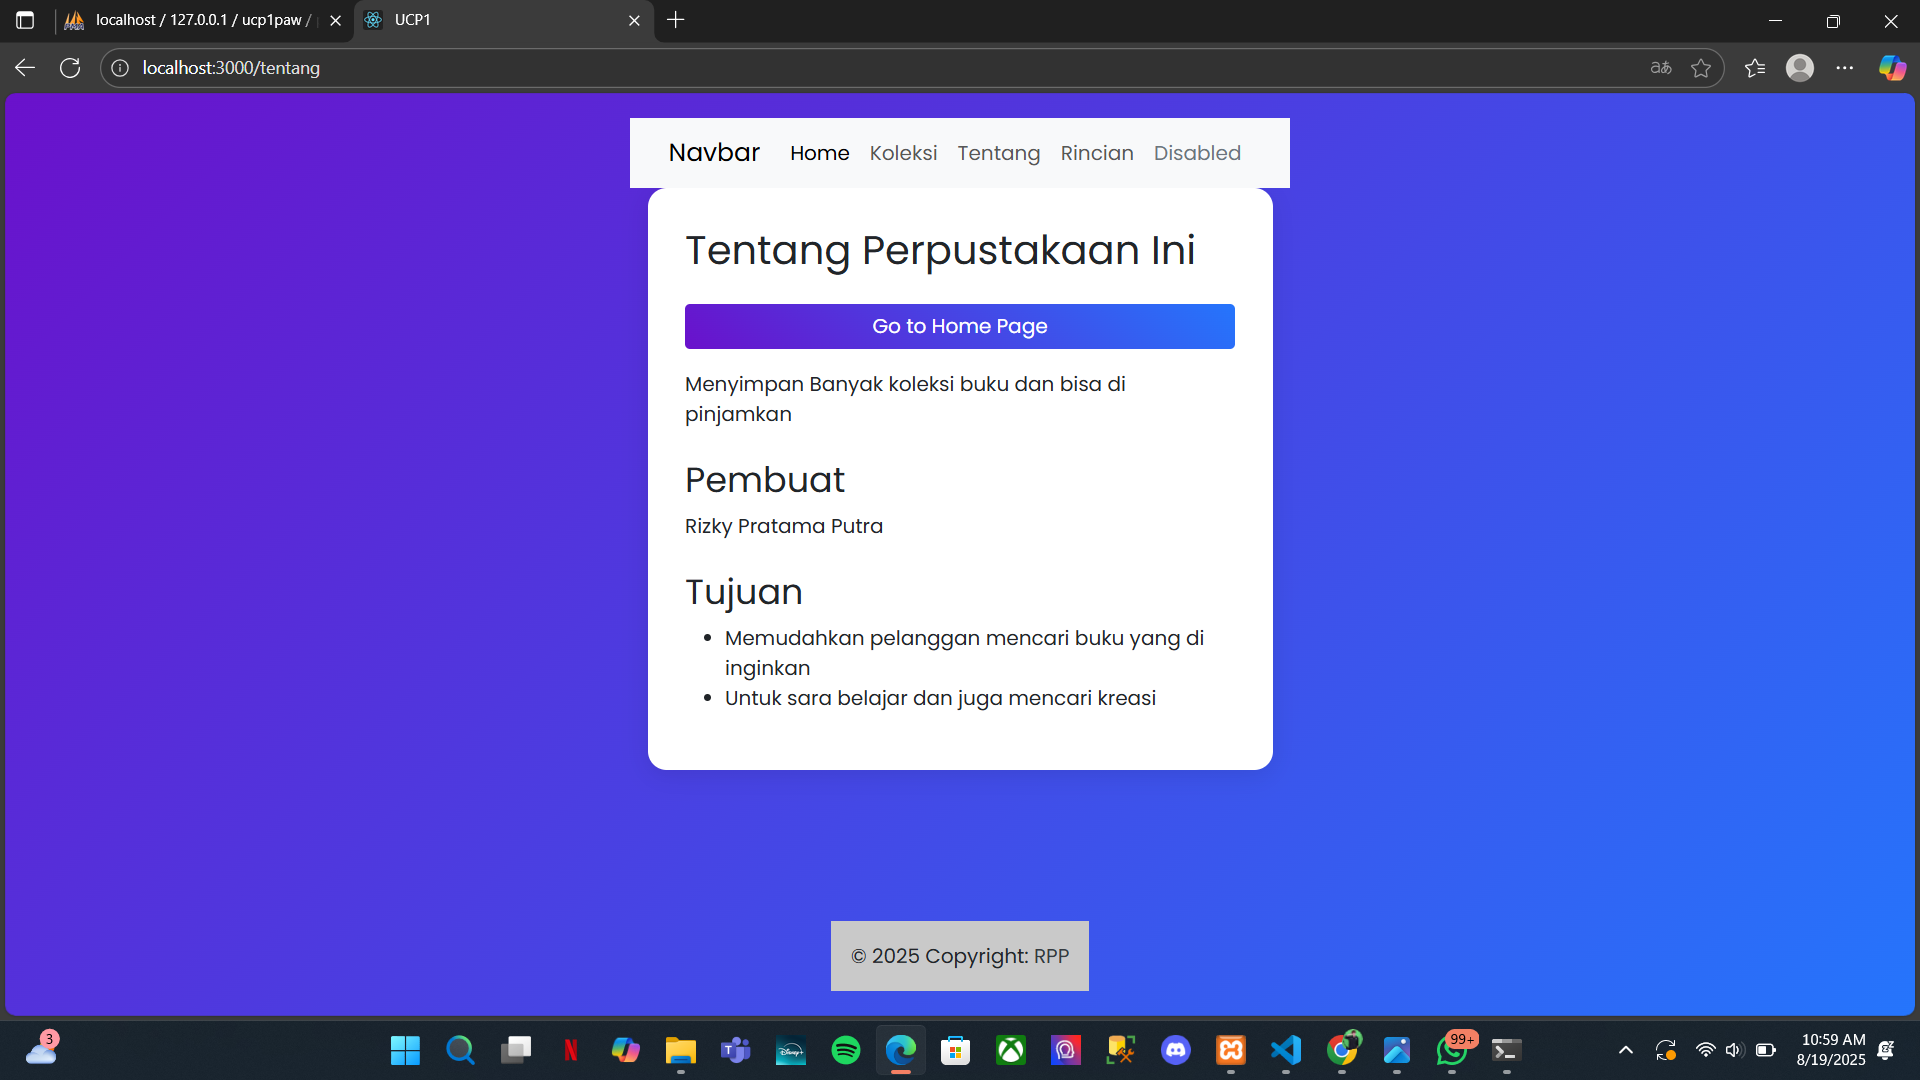 localhost / 127.0.0.1 / ucp1paw /
UCP1
localhost:3000/tentang
Navbar Home Koleksi Tentang Rincian Disabled
Tentang Perpustakaan Ini
Go to Home Page
Menyimpan Banyak koleksi buku dan bisa di
pinjamkan
Pembuat
Rizky Pratama Putra
Tujuan
Memudahkan pelanggan mencari buku yang di
inginkan
Untuk sara belajar dan juga mencari kreasi
© 2025 Copyright: RPP
3
99+
10:59 AM
8/19/2025